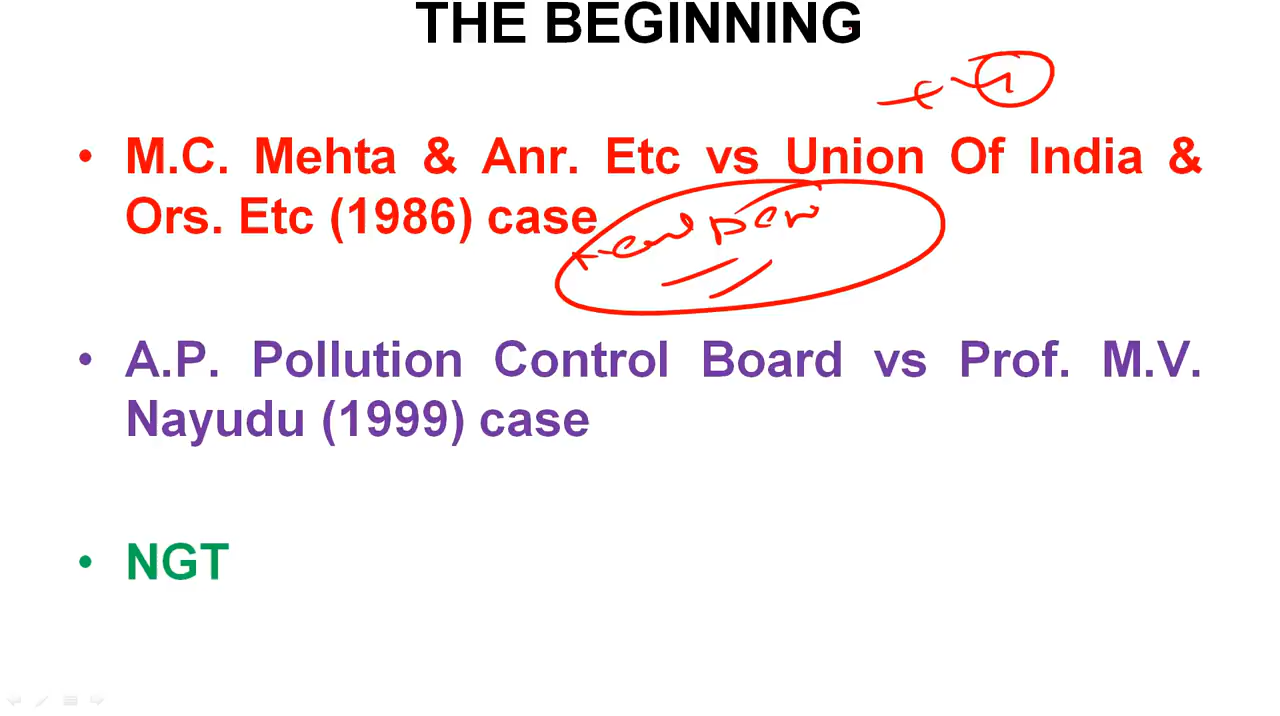 THE BEGINNING
• M.C. Mehta & Anr. Etc vs Union Of India &
Ors. Etc (1986) case
• A.P. Pollution Control Board vs Prof. M.V.
Nayudu (1999) case
• NGT